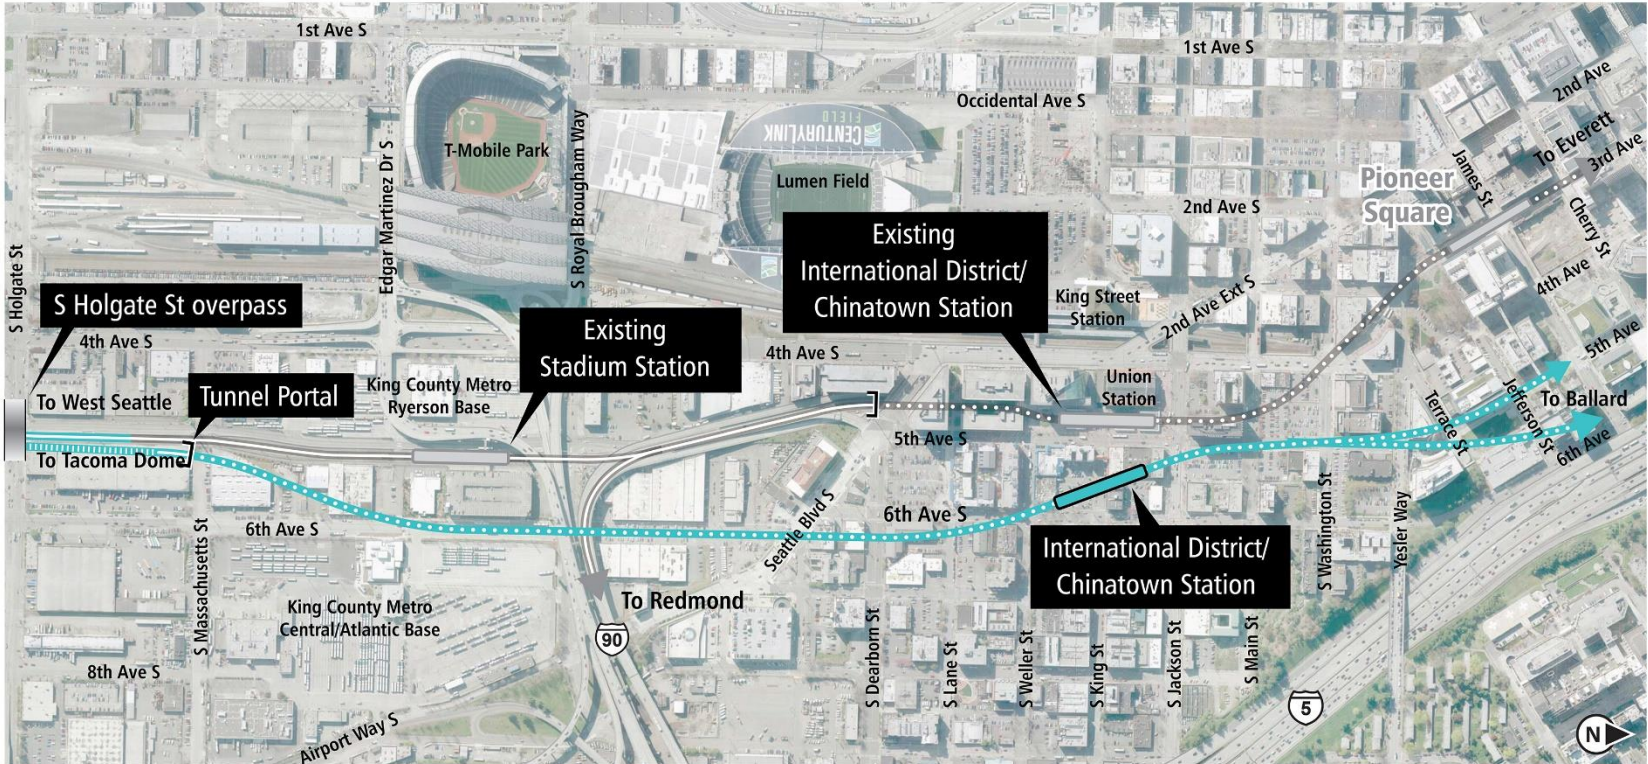 1st Ave S
1st Ave S
2nd Ave
Occidental Ave S
CENTURYLINK
FIELD
To Everett
3rd Ave
T-Mobile Park
Edgar Martinez Dr S
S Royal Brougham Way
Lumen Field
James St
Pioneer
Square
2nd Ave S
Cherry St
4th Ave
S Holgate St
Existing
International District/
Chinatown Station
King Street
Station
2nd Ave Ext S
S Holgate St overpass
4th Ave S
Existing
Stadium Station
4th Ave S
5th Ave
To West Seattle
Tunnel Portal
King County Metro
Ryerson Base
Union
Station
Terrace St
Jefferson St
To Ballard
6th Ave
To Tacoma Dome
5th Ave S
S Massachusetts St
6th Ave S
Seattle Blvd S
6th Ave S
International District/
Chinatown Station
S Washington St
Yesler Way
King County Metro
Central/Atlantic Base
To Redmond
90
8th Ave S
Airport Way S
S Dearborn St
S Lane St
S Weller St
S King St
S Jackson St
S Main St
5
N